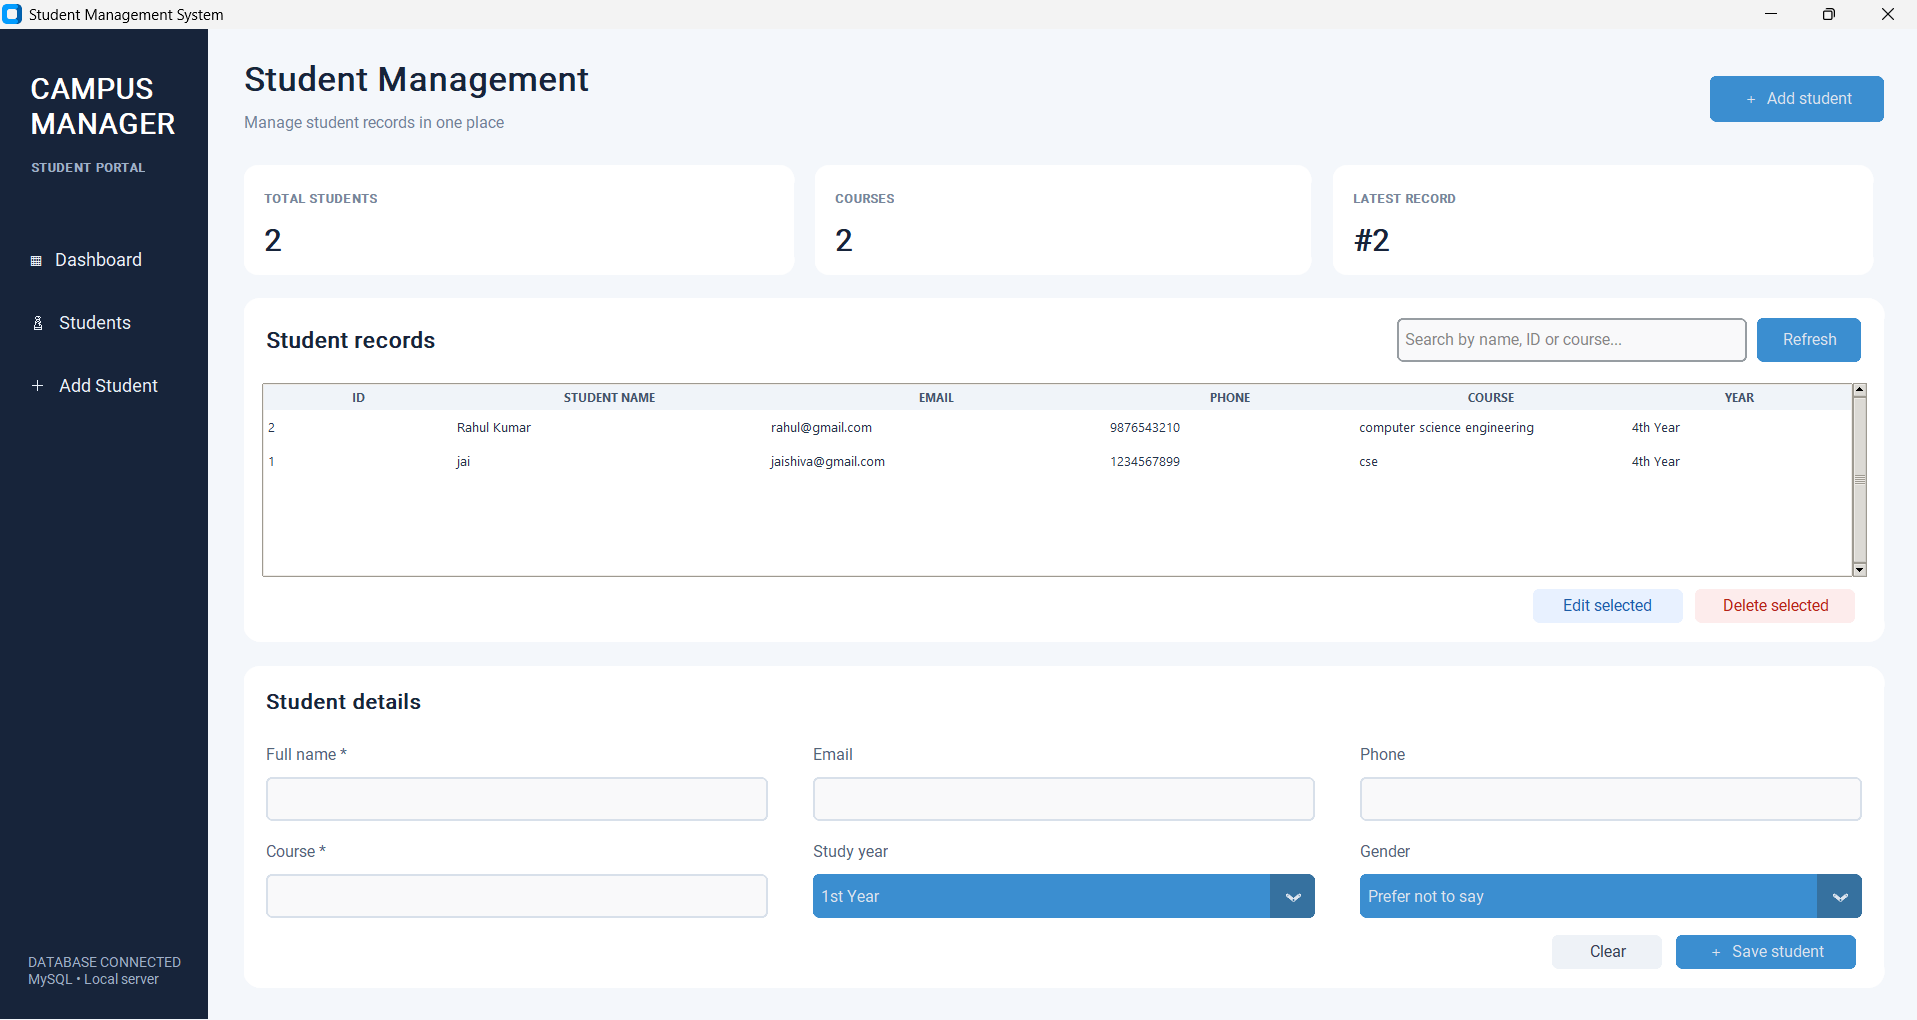 Student Management System
CAMPUS
MANAGER
STUDENT PORTAL
Dashboard
Students
+ Add Student
DATABASE CONNECTED
MySQL • Local server
Student Management
Manage student records in one place
+ Add student
TOTAL STUDENTS
2
COURSES
2
LATEST RECORD
#2
Student records
Search by name, ID or course...
Refresh
ID STUDENT NAME EMAIL PHONE COURSE YEAR
2 Rahul Kumar rahul@gmail.com 9876543210 computer science engineering 4th Year
1 jai jaishiva@gmail.com 1234567899 cse 4th Year
Edit selected
Delete selected
Student details
Full name * Email Phone
Course * Study year Gender
1st Year Prefer not to say
Clear
+ Save student